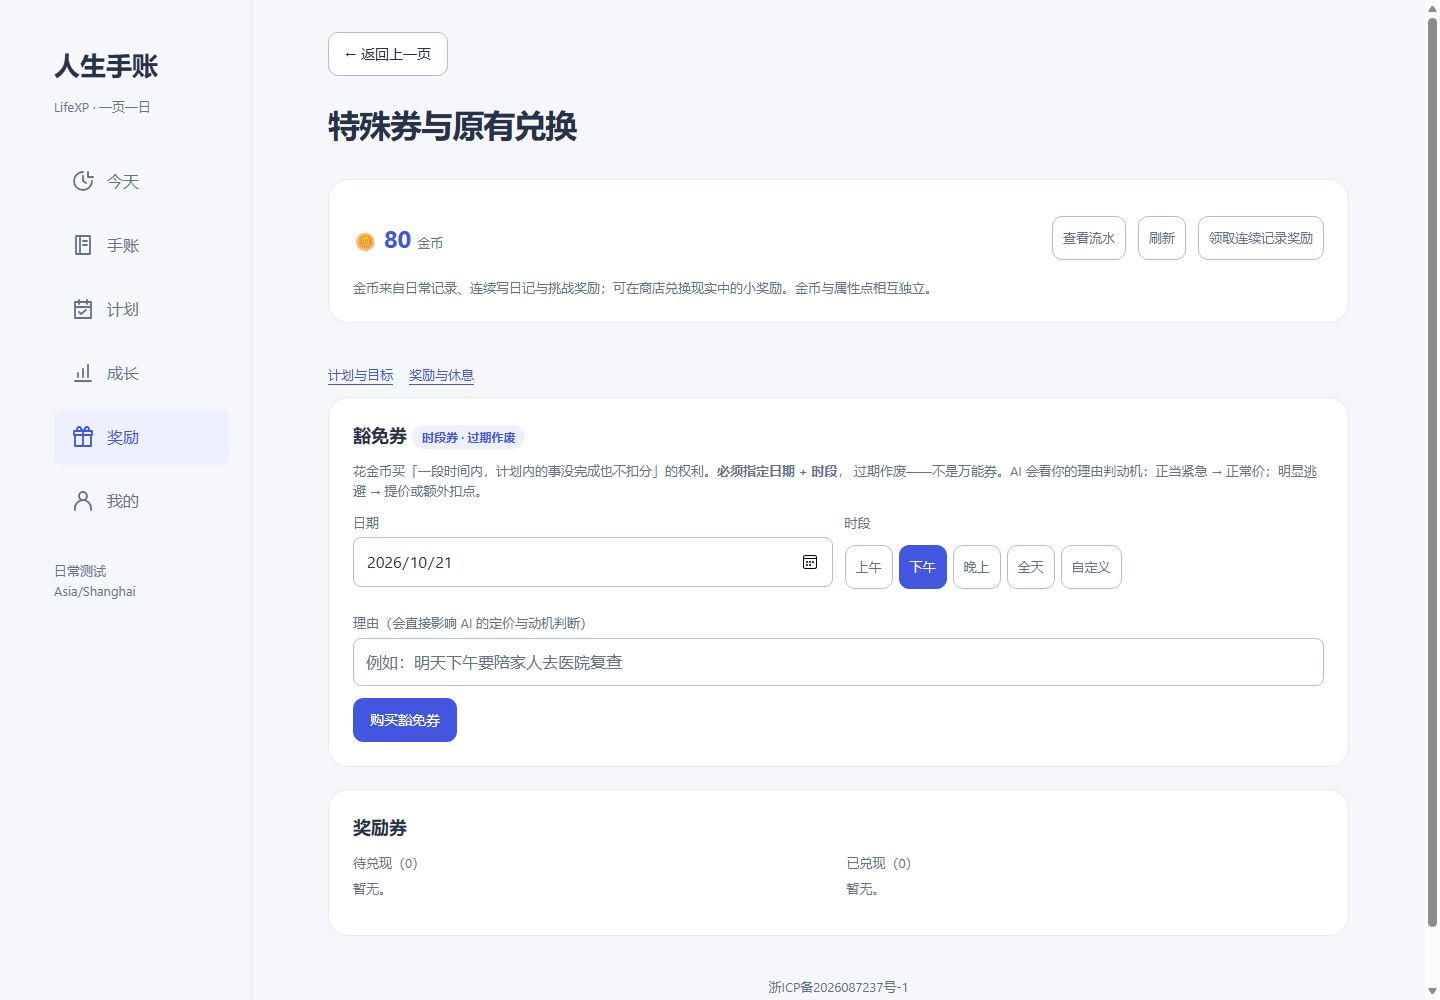 人生手账
LifeXP · 一页一日
今天
手账
计划
成长
奖励
我的
日常测试
Asia/Shanghai
← 返回上一页
特殊券与原有兑换
80 金币
查看流水
刷新
领取连续记录奖励
金币来自日常记录、连续写日记与挑战奖励；可在商店兑换现实中的小奖励。金币与属性点相互独立。
计划与目标
奖励与休息
豁免券
时段券 · 过期作废
花金币买「一段时间内，计划内的事没完成也不扣分」的权利。必须指定日期 + 时段， 过期作废——不是万能券。AI 会看你的理由判动机：正当紧急 → 正常价；明显逃
避 → 提价或额外扣点。
日期
时段
2026/10/21
上午
下午
晚上
全天
自定义
理由（会直接影响 AI 的定价与动机判断）
例如：明天下午要陪家人去医院复查
购买豁免券
奖励券
待兑现（0）
已兑现（0）
暂无。
暂无。
浙ICP备2026087237号-1